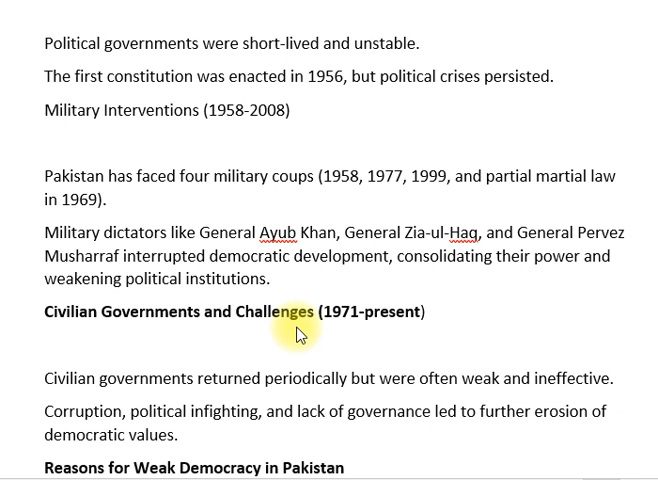 Political governments were short-lived and unstable.
The first constitution was enacted in 1956, but political crises persisted.
Military Interventions (1958-2008)
Pakistan has faced four military coups (1958, 1977, 1999, and partial martial law
in 1969).
Military dictators like General Ayub Khan, General Zia-ul-Haq, and General Pervez
Musharraf interrupted democratic development, consolidating their power and
weakening political institutions.
Civilian Governments and Challenges (1971-present)
Civilian governments returned periodically but were often weak and ineffective.
Corruption, political infighting, and lack of governance led to further erosion of
democratic values.
Reasons for Weak Democracy in Pakistan